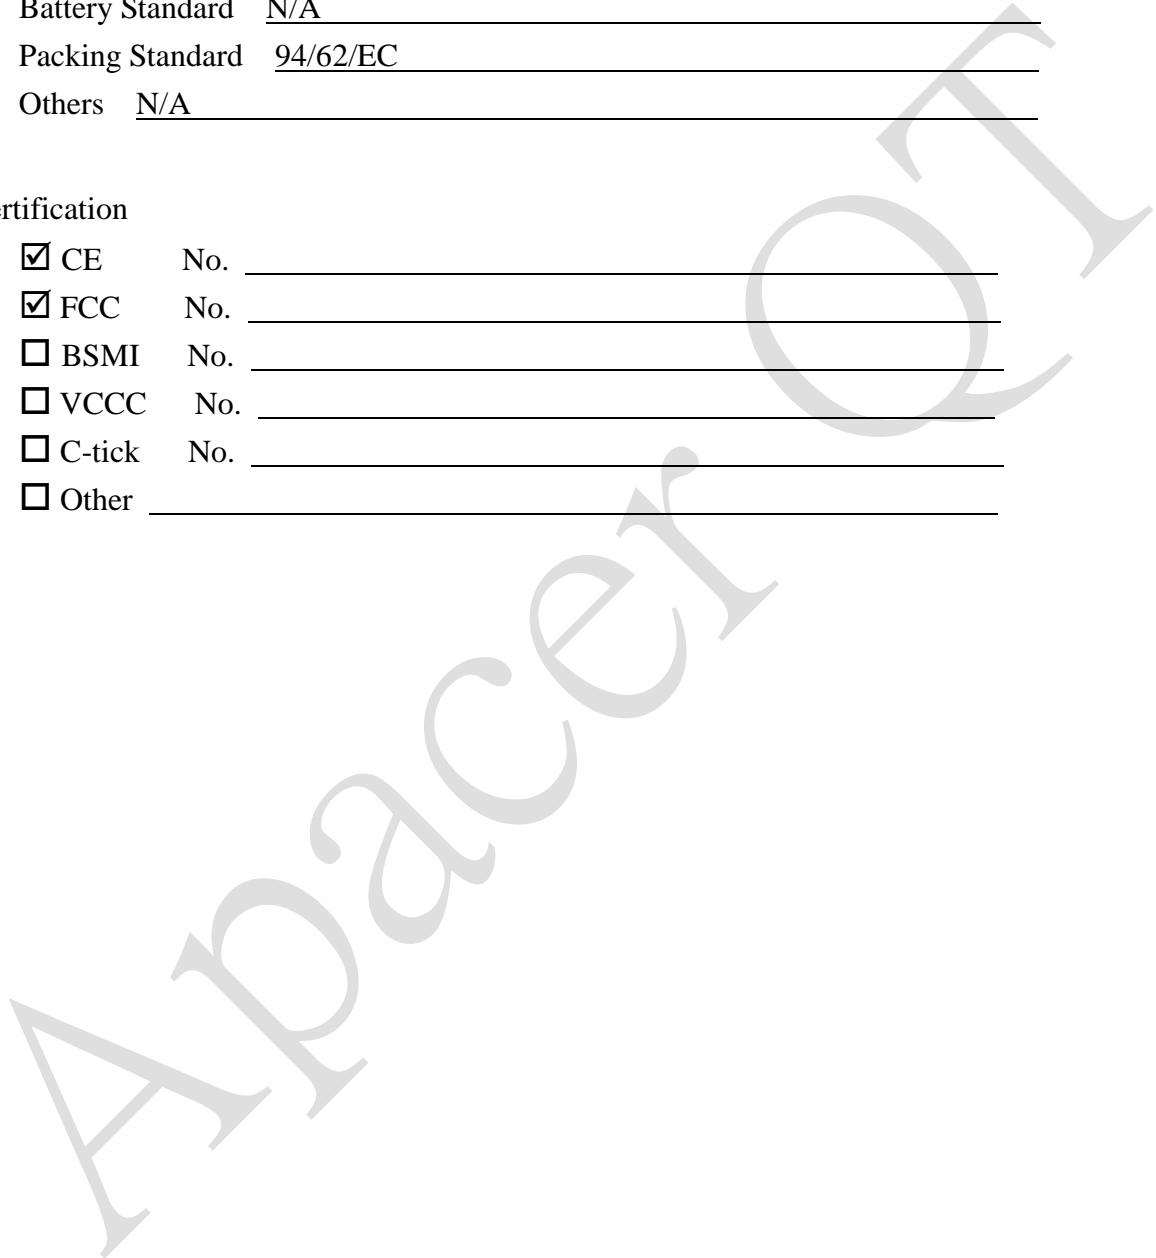 Battery Standard N/A
Packing Standard 94/62/EC
Others N/A
rtification
☑ CE No.
☑ FCC No.
☐ BSMI No.
☐ VCCC No.
☐ C-tick No.
☐ Other
Apacer QT